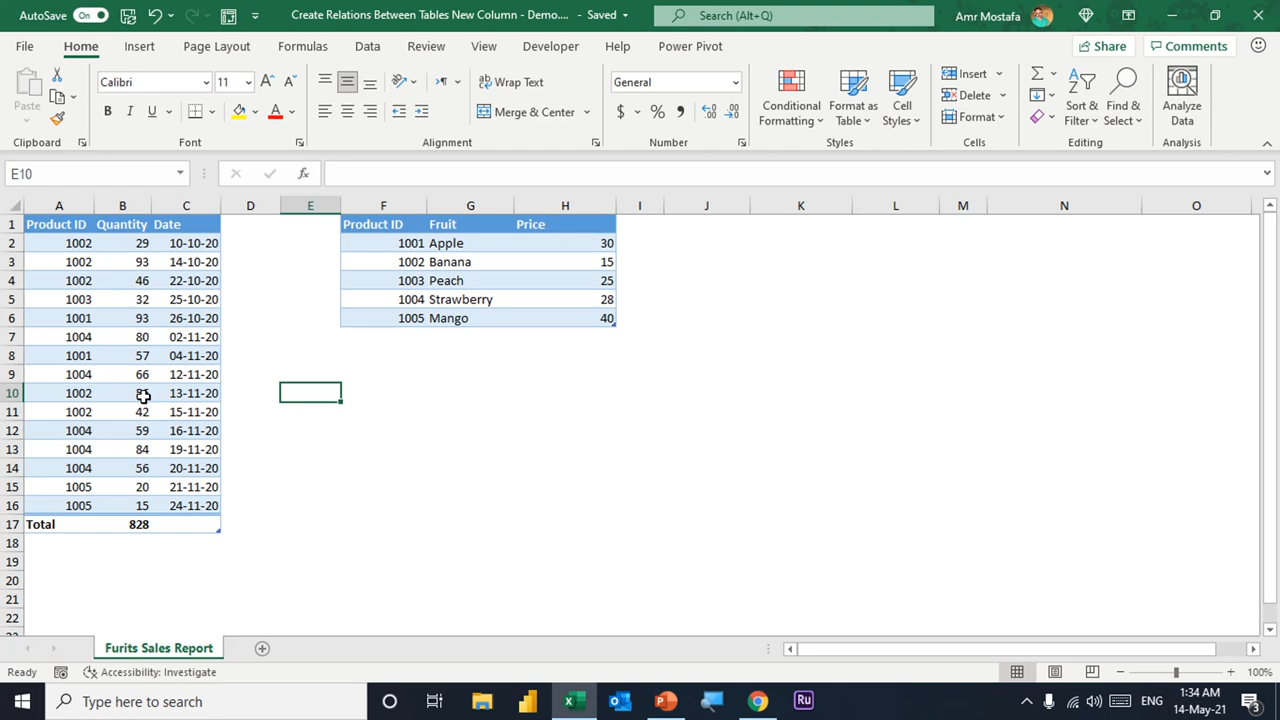 AutoSave On Create Relations Between Tables New Column - Demo.... - Saved Search (Alt+Q) Amr Mostafa
File Home Insert Page Layout Formulas Data Review View Developer Help Power Pivot Share Comments
Paste Calibri 11 Wrap Text Merge & Center General Conditional Formatting Format as Table Cell Styles Insert Delete Format Sort & Filter Find & Select Analyze Data
Clipboard Font Alignment Number Styles Cells Editing Analysis
E10 fx
A B C D E F G H I J K L M N O
1 Product ID Quantity Date Product ID Fruit Price
2 1002 29 10-10-20 1001 Apple 30
3 1002 93 14-10-20 1002 Banana 15
4 1002 46 22-10-20 1003 Peach 25
5 1003 32 25-10-20 1004 Strawberry 28
6 1001 93 26-10-20 1005 Mango 40
7 1004 80 02-11-20
8 1001 57 04-11-20
9 1004 66 12-11-20
10 1002 13-11-20
11 1002 42 15-11-20
12 1004 59 16-11-20
13 1004 84 19-11-20
14 1004 56 20-11-20
15 1005 20 21-11-20
16 1005 15 24-11-20
17 Total 828
18
19
20
21
22
Furits Sales Report
Ready Accessibility: Investigate 100%
Type here to search Ru ENG 1:34 AM 14-May-21 3